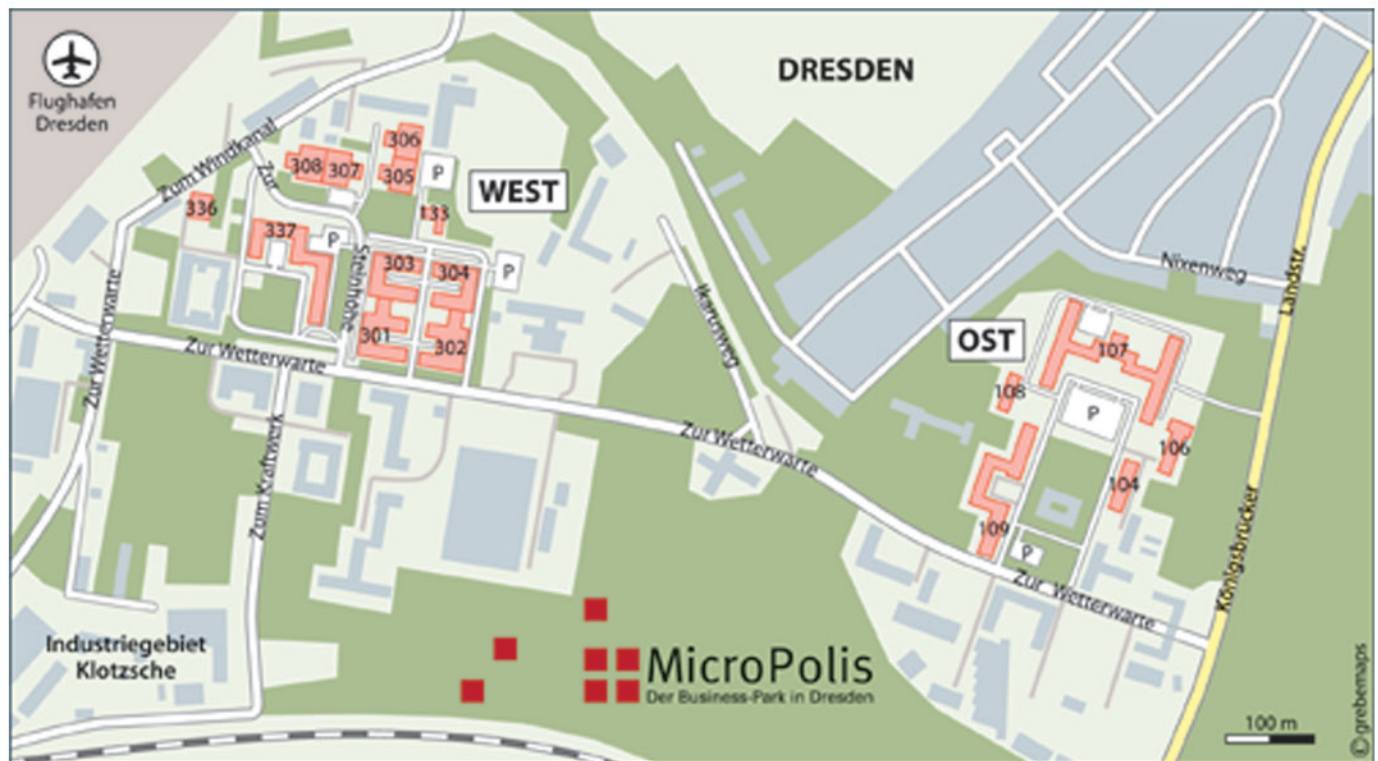 Flughafen
Dresden
DRESDEN
Zum Windkanal
Zur
Steinhöhe
306
308
307
305
P
WEST
133
336
337
P
303
304
P
301
302
Zur Wetterwarte
Zur Wetterwarte
Ikarusweg
Nixenweg
Landstr.
OST
107
108
P
106
104
109
P
Zur Wetterwarte
Zum Kraftwerk
Zur Wetterwarte
Königsbrücker
Industriegebiet
Klotzsche
MicroPolis
Der Business-Park in Dresden
100 m
©grebemaps